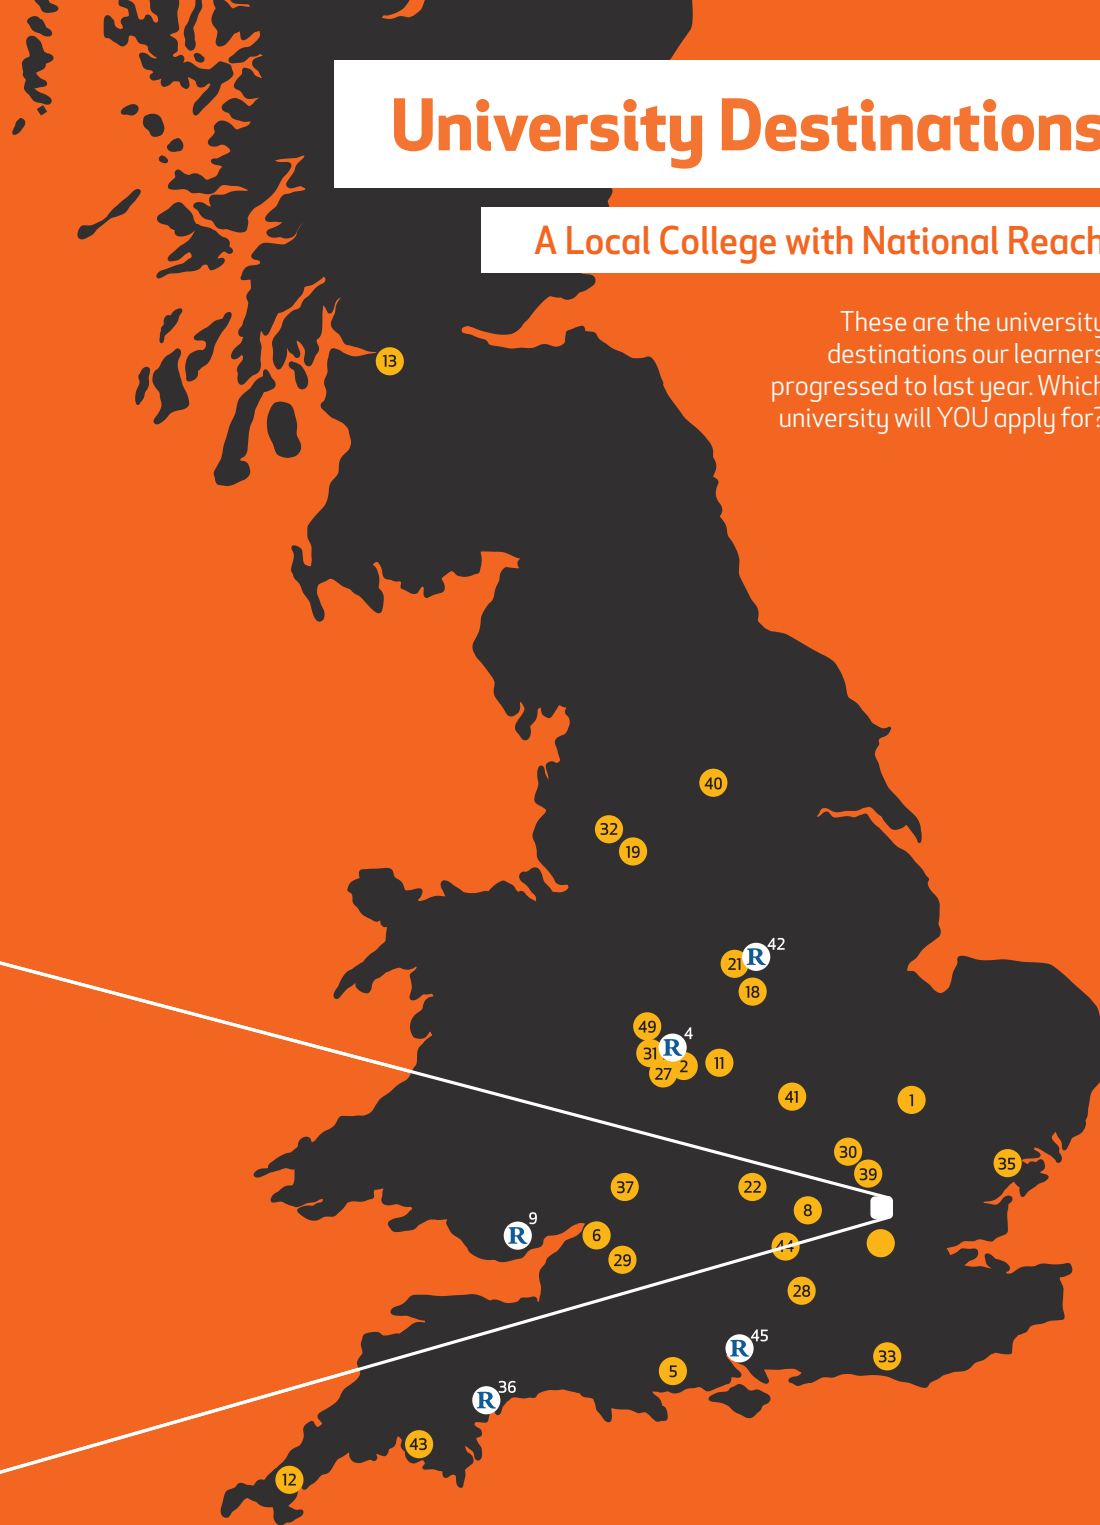 University Destinations
A Local College with National Reach
These are the university
destinations our learners
progressed to last year. Which
university will YOU apply for?
13
40
32
19
R 42
21
18
49
R 4
31
2
27
11
41
1
30
39
35
37
22
8
R 9
6
44
29
28
R 45
33
5
R 36
43
12